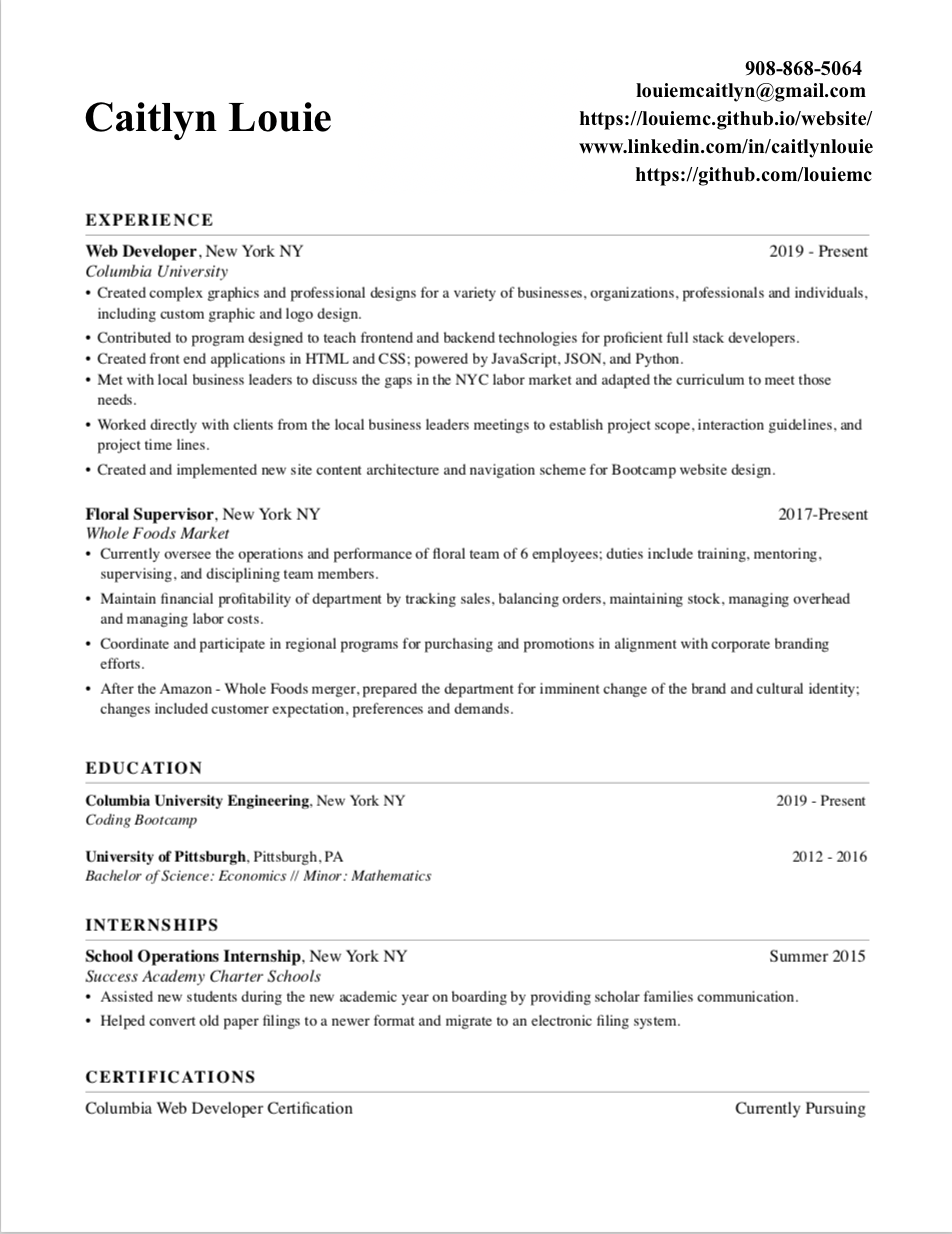 908-868-5064
louiemcaitlyn@gmail.com
Caitlyn Louie
https://louiemc.github.io/website/
www.linkedin.com/in/caitlynlouie
https://github.com/louiemc
EXPERIENCE
Web Developer, New York NY 2019 - Present
Columbia University
• Created complex graphics and professional designs for a variety of businesses, organizations, professionals and individuals,
including custom graphic and logo design.
• Contributed to program designed to teach frontend and backend technologies for proficient full stack developers.
• Created front end applications in HTML and CSS; powered by JavaScript, JSON, and Python.
• Met with local business leaders to discuss the gaps in the NYC labor market and adapted the curriculum to meet those
needs.
• Worked directly with clients from the local business leaders meetings to establish project scope, interaction guidelines, and
project time lines.
• Created and implemented new site content architecture and navigation scheme for Bootcamp website design.
Floral Supervisor, New York NY 2017-Present
Whole Foods Market
• Currently oversee the operations and performance of floral team of 6 employees; duties include training, mentoring,
supervising, and disciplining team members.
• Maintain financial profitability of department by tracking sales, balancing orders, maintaining stock, managing overhead
and managing labor costs.
• Coordinate and participate in regional programs for purchasing and promotions in alignment with corporate branding
efforts.
• After the Amazon - Whole Foods merger, prepared the department for imminent change of the brand and cultural identity;
changes included customer expectation, preferences and demands.
EDUCATION
Columbia University Engineering, New York NY 2019 - Present
Coding Bootcamp
University of Pittsburgh, Pittsburgh, PA 2012 - 2016
Bachelor of Science: Economics // Minor: Mathematics
INTERNSHIPS
School Operations Internship, New York NY Summer 2015
Success Academy Charter Schools
• Assisted new students during the new academic year on boarding by providing scholar families communication.
• Helped convert old paper filings to a newer format and migrate to an electronic filing system.
CERTIFICATIONS
Columbia Web Developer Certification Currently Pursuing